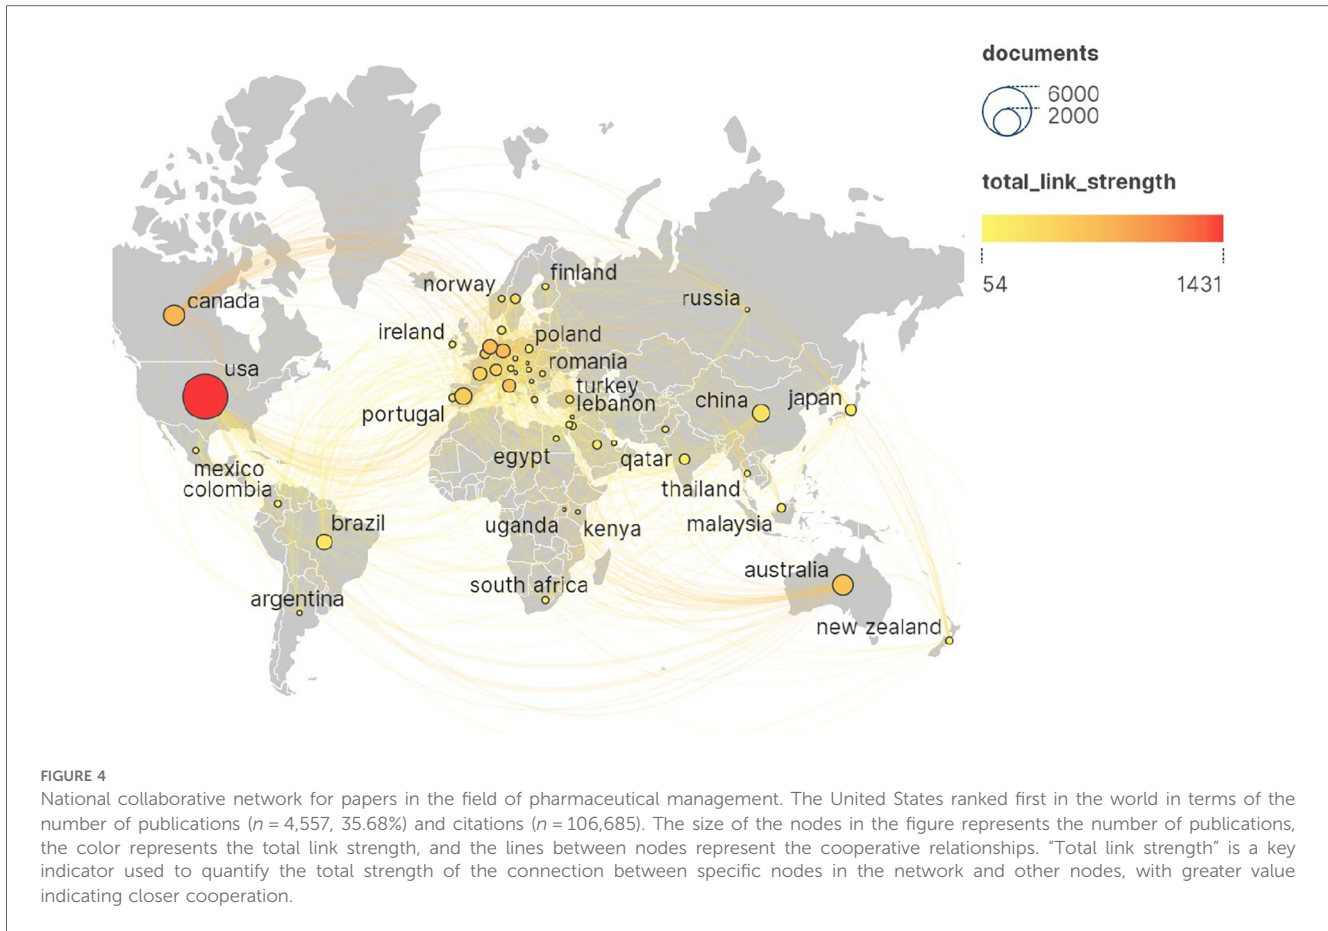 documents
6000
2000
total_link_strength
54
1431
norway
finland
canada
russia
ireland
poland
usa
romania
turkey
lebanon
china
japan
portugal
egypt
qatar
mexico
colombia
thailand
brazil
uganda
kenya
malaysia
australia
south africa
argentina
new zealand
FIGURE 4
National collaborative network for papers in the field of pharmaceutical management. The United States ranked first in the world in terms of the
number of publications (n = 4,557, 35.68%) and citations (n = 106,685). The size of the nodes in the figure represents the number of publications,
the color represents the total link strength, and the lines between nodes represent the cooperative relationships. “Total link strength” is a key
indicator used to quantify the total strength of the connection between specific nodes in the network and other nodes, with greater value
indicating closer cooperation.